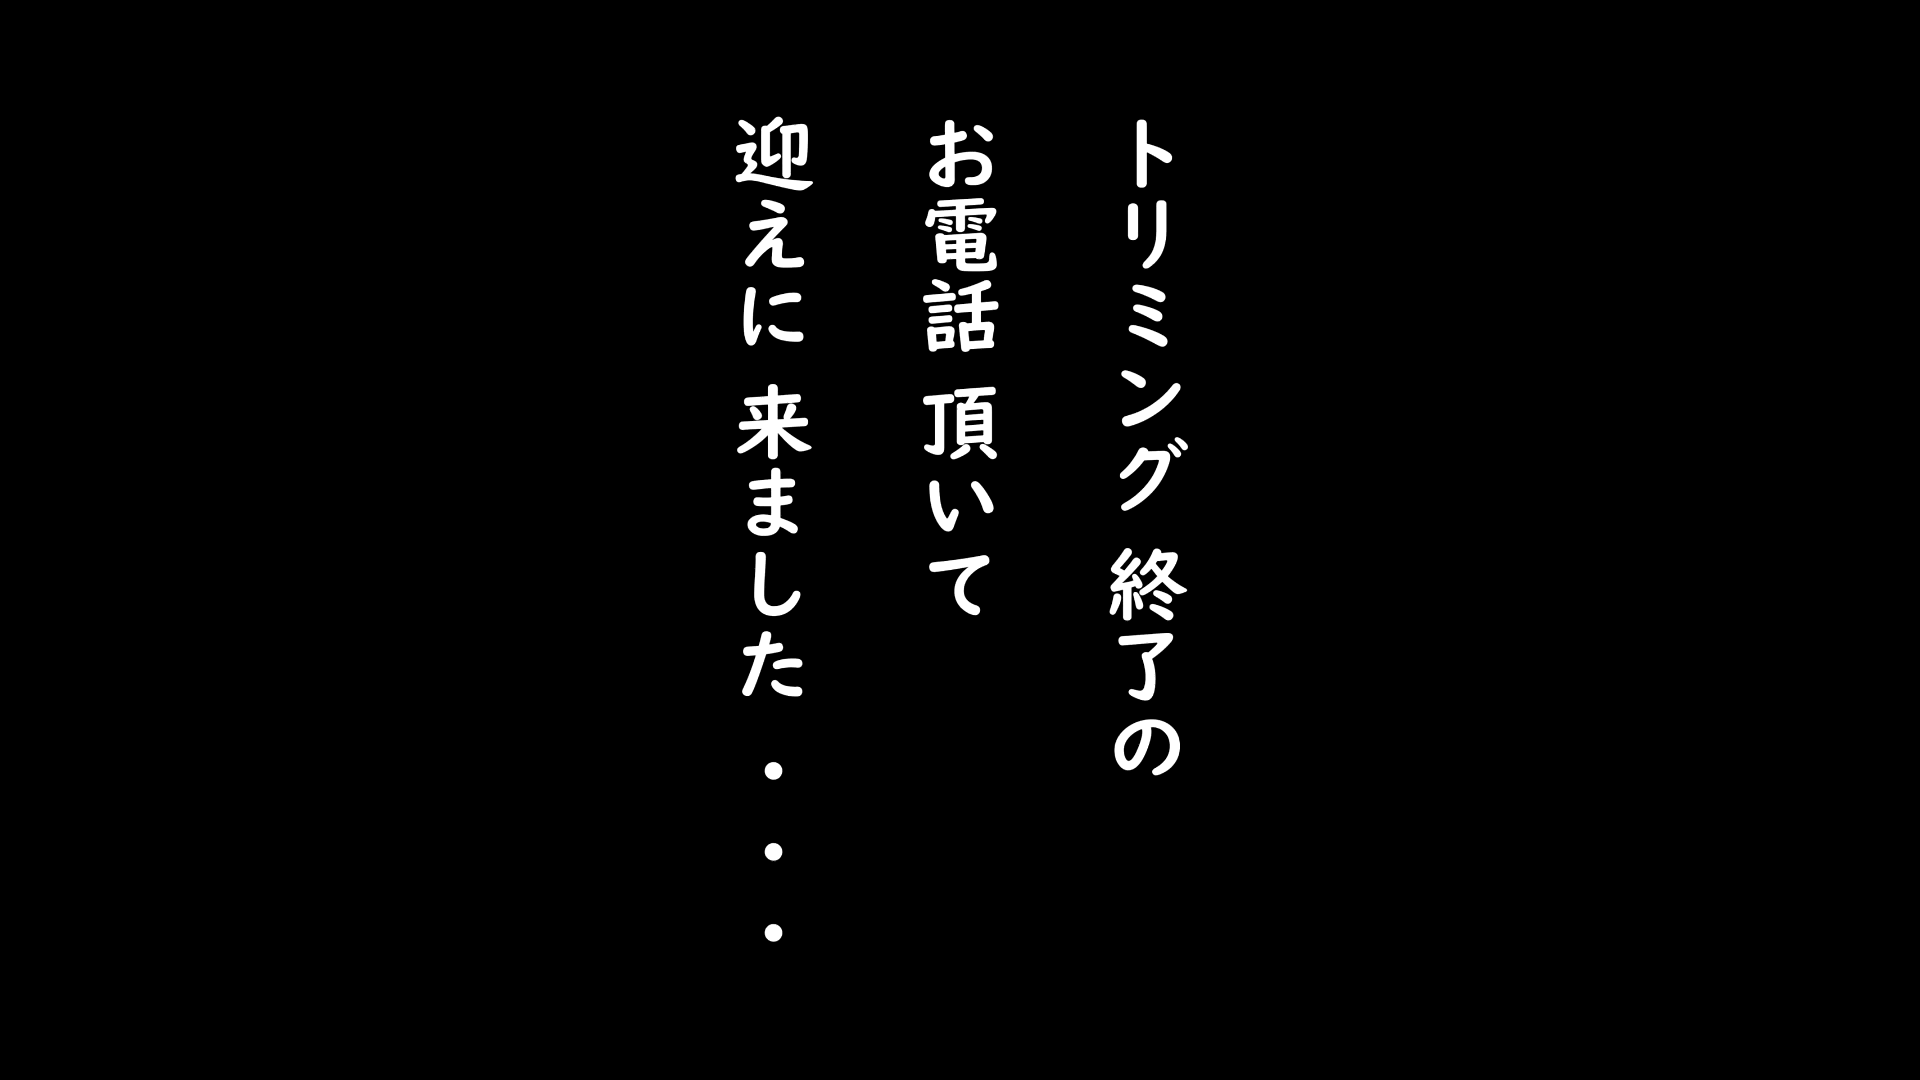 トリミング 終了の
お電話 頂いて
迎えに 来ました・・・